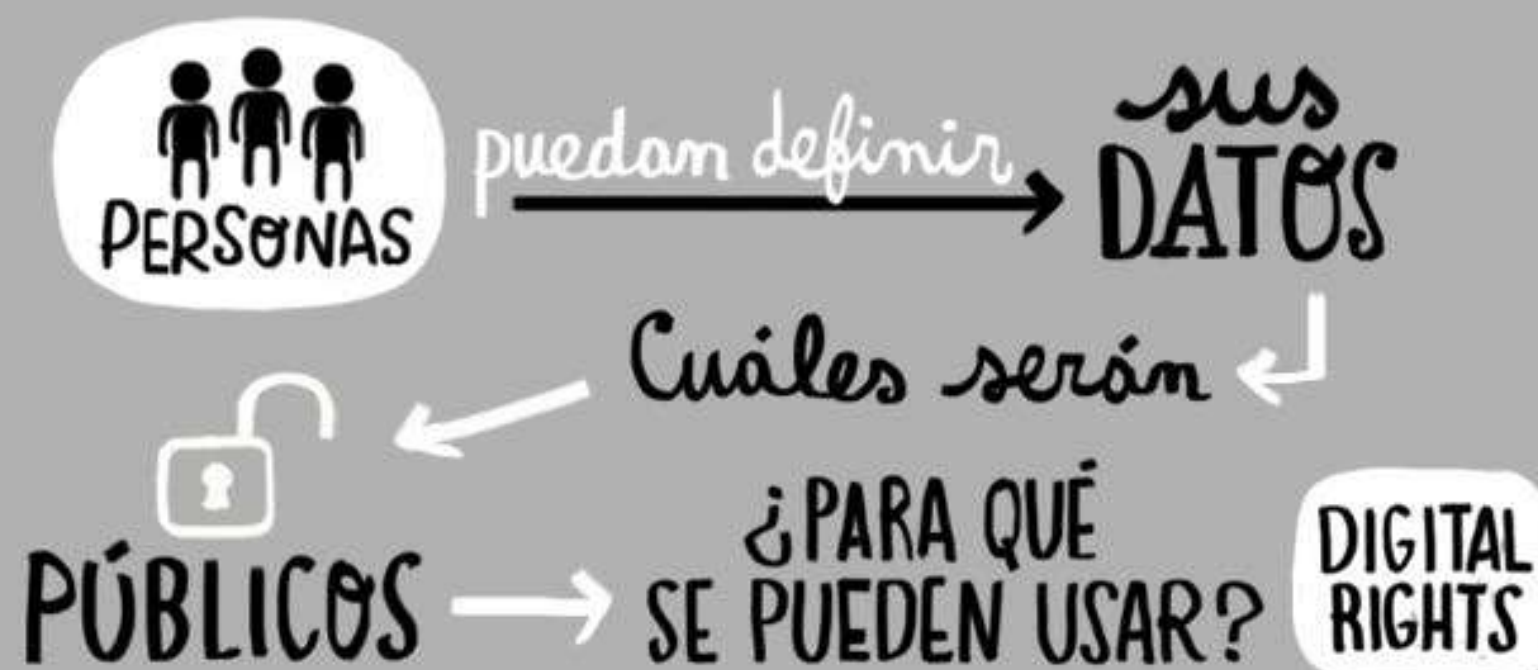 PERSONAS
puedan definir
sus
DATOS
Cuáles serán
PÚBLICOS
¿PARA QUÉ
SE PUEDEN USAR?
DIGITAL
RIGHTS